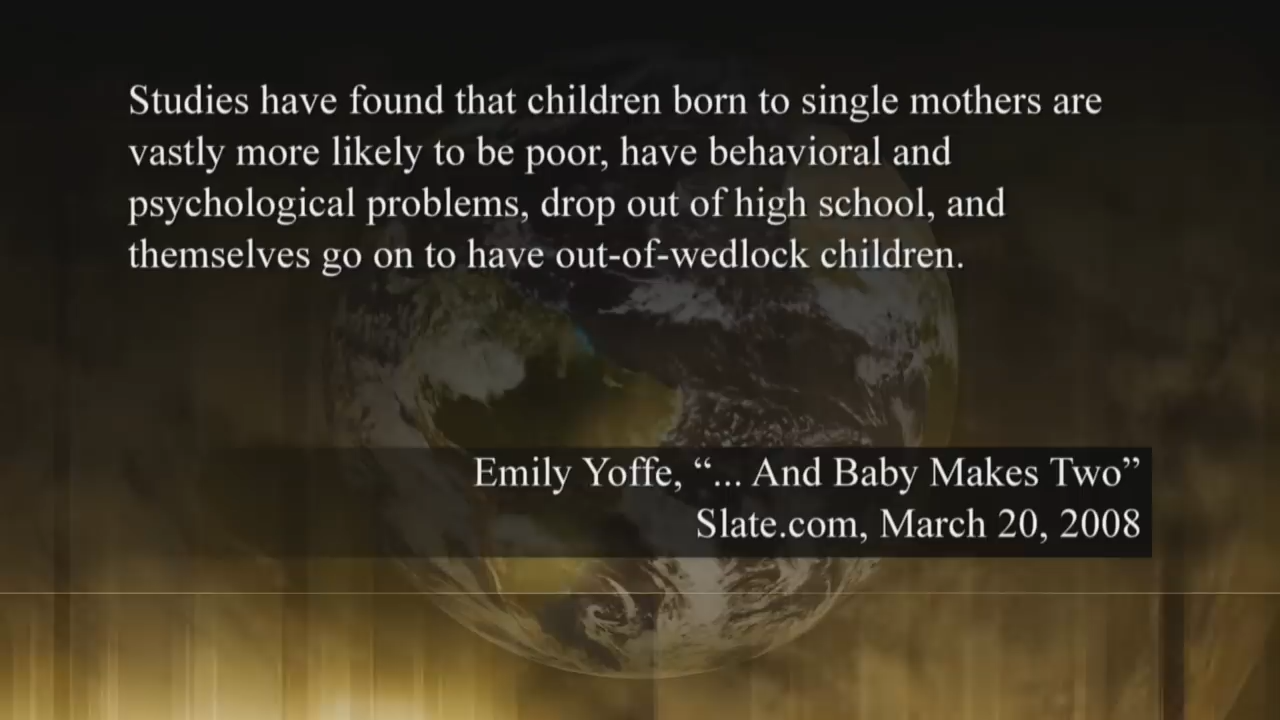 Studies have found that children born to single mothers are
vastly more likely to be poor, have behavioral and
psychological problems, drop out of high school, and
themselves go on to have out-of-wedlock children.
Emily Yoffe, “... And Baby Makes Two”
Slate.com, March 20, 2008